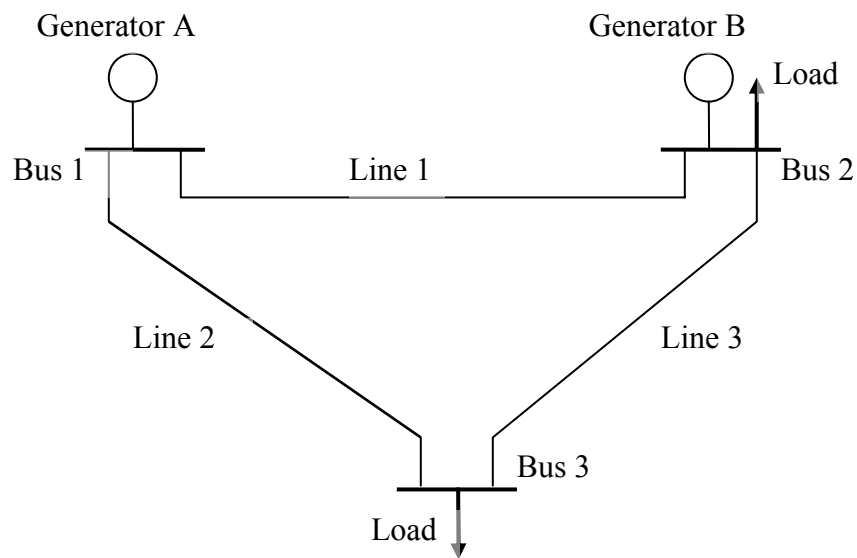 Generator A
Generator B
Load
Bus 1
Line 1
Bus 2
Line 2
Line 3
Bus 3
Load